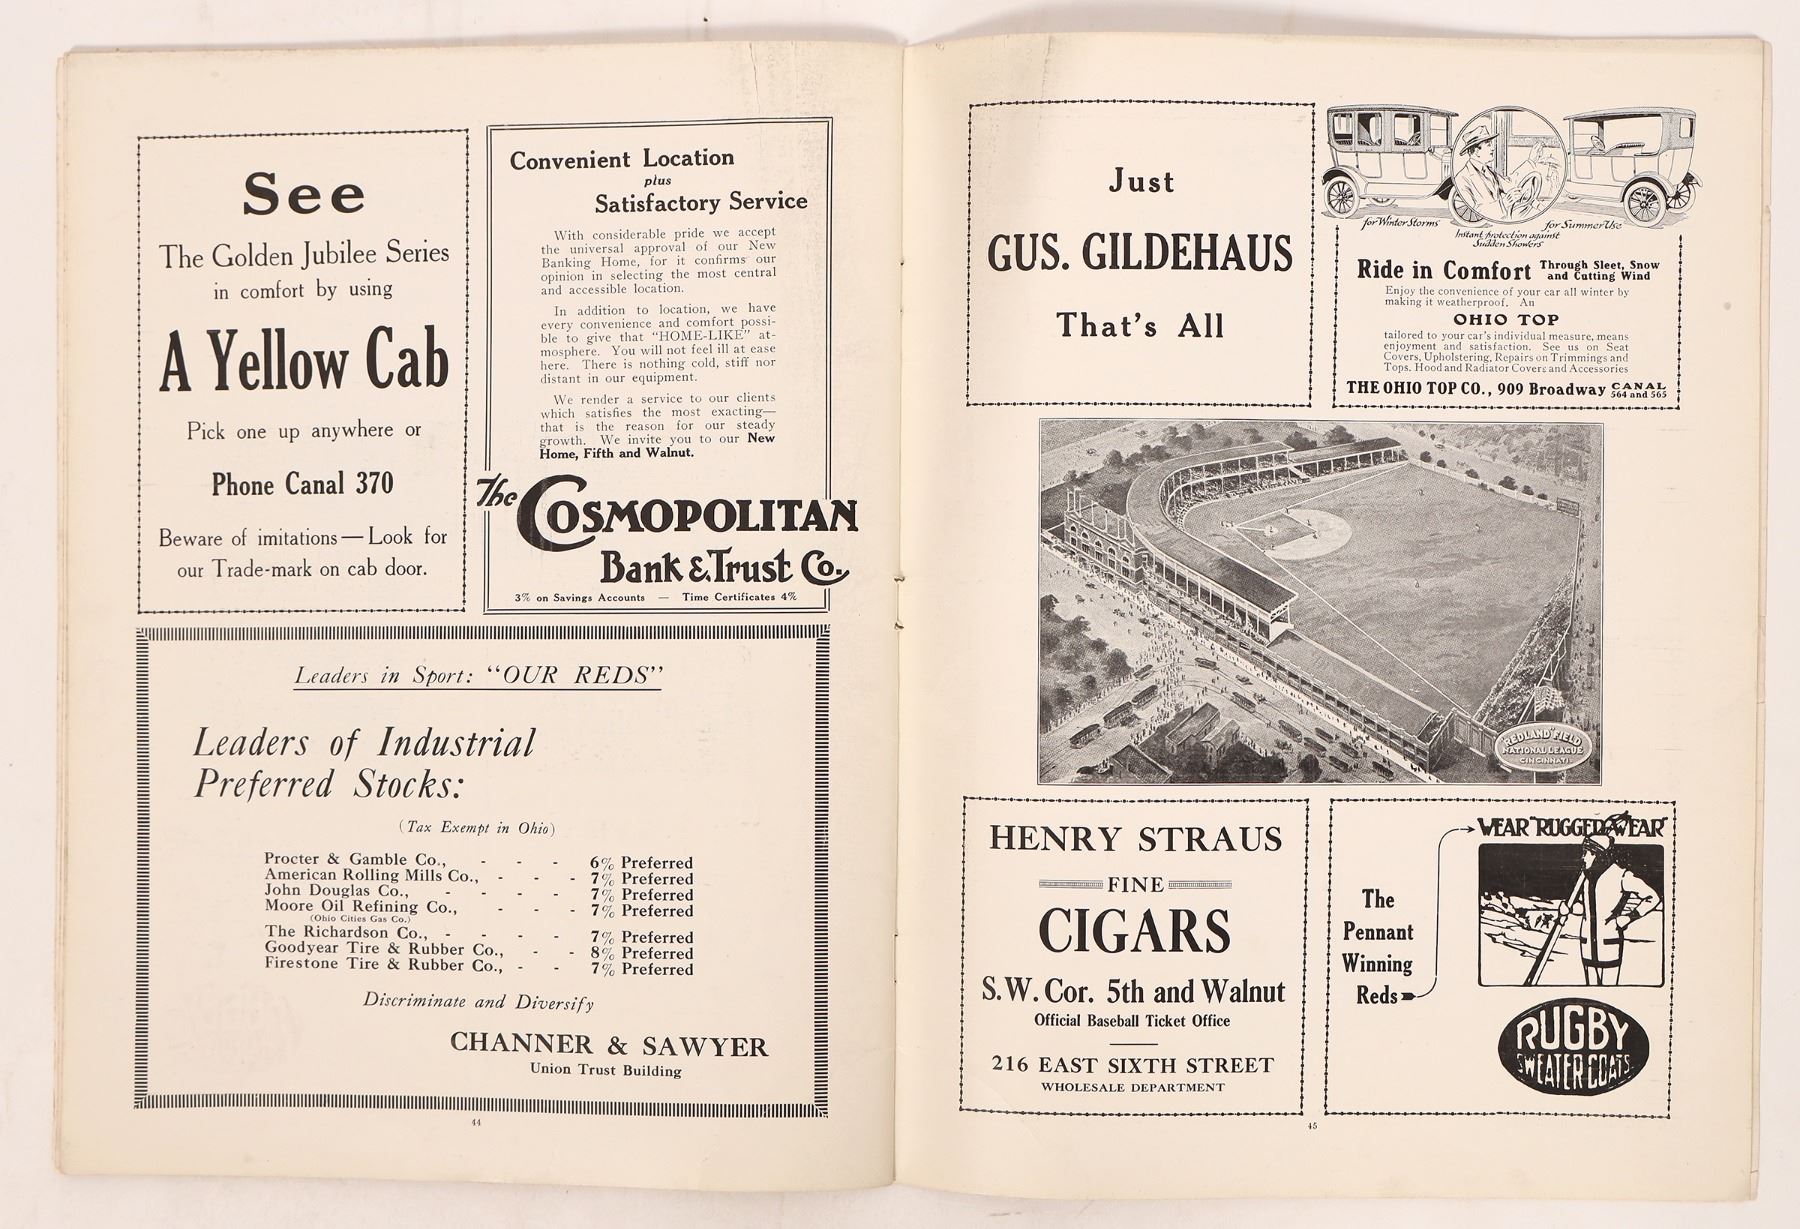 See
The Golden Jubilee Series
in comfort by using
A Yellow Cab
Pick one up anywhere or
Phone Canal 370
Beware of imitations — Look for
our Trade-mark on cab door.
Convenient Location
plus
Satisfactory Service
With considerable pride we accept
the universal approval of our New
Banking Home, for it confirms our
opinion in selecting the most central
and accessible location.
In addition to location, we have
every convenience and comfort possi-
ble to give that "HOME-LIKE" at-
mosphere. You will not feel ill at ease
here. There is nothing cold, stiff nor
distant in our equipment.
We render a service to our clients
which satisfies the most exacting—
that is the reason for our steady
growth. We invite you to our New
Home, Fifth and Walnut.
The COSMOPOLITAN
Bank & Trust Co.
3% on Savings Accounts — Time Certificates 4%
Leaders in Sport: "OUR REDS"
Leaders of Industrial
Preferred Stocks:
(Tax Exempt in Ohio)
Procter & Gamble Co., - - - 6% Preferred
American Rolling Mills Co., - - - 7% Preferred
John Douglas Co., - - - - 7% Preferred
Moore Oil Refining Co., - - - 7% Preferred
(Ohio Cities Gas Co.)
The Richardson Co., - - - - 7% Preferred
Goodyear Tire & Rubber Co., - - 8% Preferred
Firestone Tire & Rubber Co., - - 7% Preferred
Discriminate and Diversify
CHANNER & SAWYER
Union Trust Building
44
Just
GUS. GILDEHAUS
That's All
for Winter Storms
for Summer Use
Instant protection against
Sudden Showers
Ride in Comfort Through Sleet, Snow
and Cutting Wind
Enjoy the convenience of your car all winter by
making it weatherproof. An
OHIO TOP
tailored to your car's individual measure, means
enjoyment and satisfaction. See us on Seat
Covers, Upholstering, Repairs on Trimmings and
Tops. Hood and Radiator Covers and Accessories
THE OHIO TOP CO., 909 Broadway CANAL
564 and 565
"REDLAND" FIELD
NATIONAL LEAGUE
CINCINNATI.
HENRY STRAUS
FINE
CIGARS
S.W. Cor. 5th and Walnut
Official Baseball Ticket Office
216 EAST SIXTH STREET
WHOLESALE DEPARTMENT
WEAR "RUGGED WEAR"
The
Pennant
Winning
Reds
RUGBY
SWEATER COATS
45